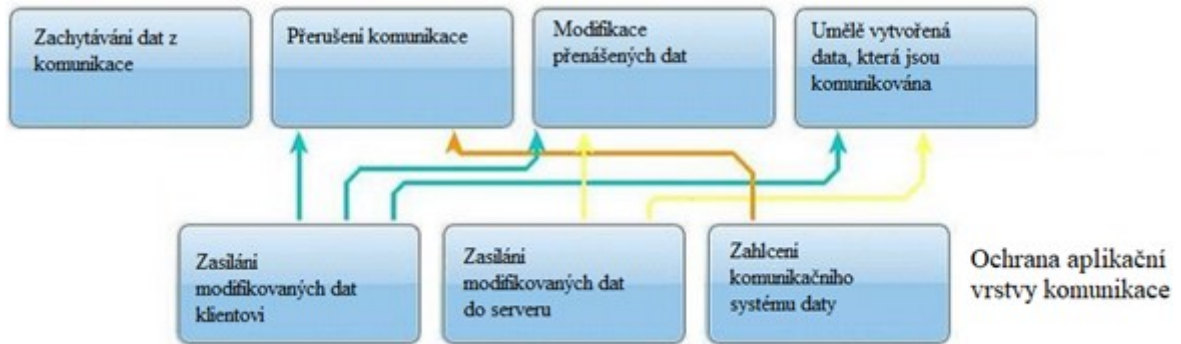 Zachytávání dat z
komunikace
Přerušení komunikace
Modifikace
přenášených dat
Umělě vytvořená
data, která jsou
komunikována
Zasílání
modifikovaných dat
klientovi
Zasílání
modifikovaných dat
do serveru
Zahlcení
komunikačního
systému daty
Ochrana aplikační
vrstvy komunikace